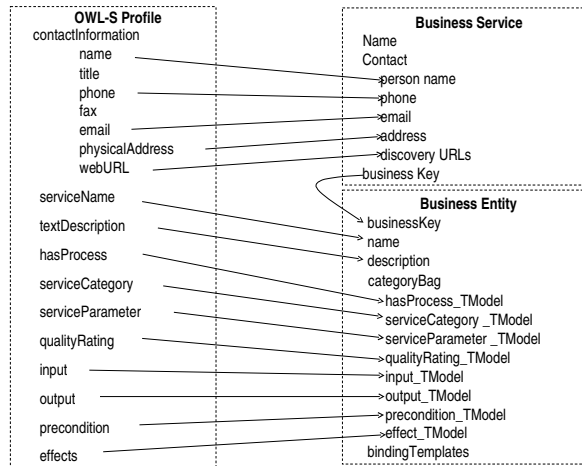 OWL-S Profile
contactInformation
name
title
phone
fax
email
physicalAddress
webURL
serviceName
textDescription
hasProcess
serviceCategory
serviceParameter
qualityRating
input
output
precondition
effects
Business Service
Name
Contact
person name
phone
email
address
discovery URLs
business Key
Business Entity
businessKey
name
description
categoryBag
hasProcess_TModel
serviceCategory _TModel
serviceParameter _TModel
qualityRating_TModel
input_TModel
output_TModel
precondition_TModel
effect_TModel
bindingTemplates